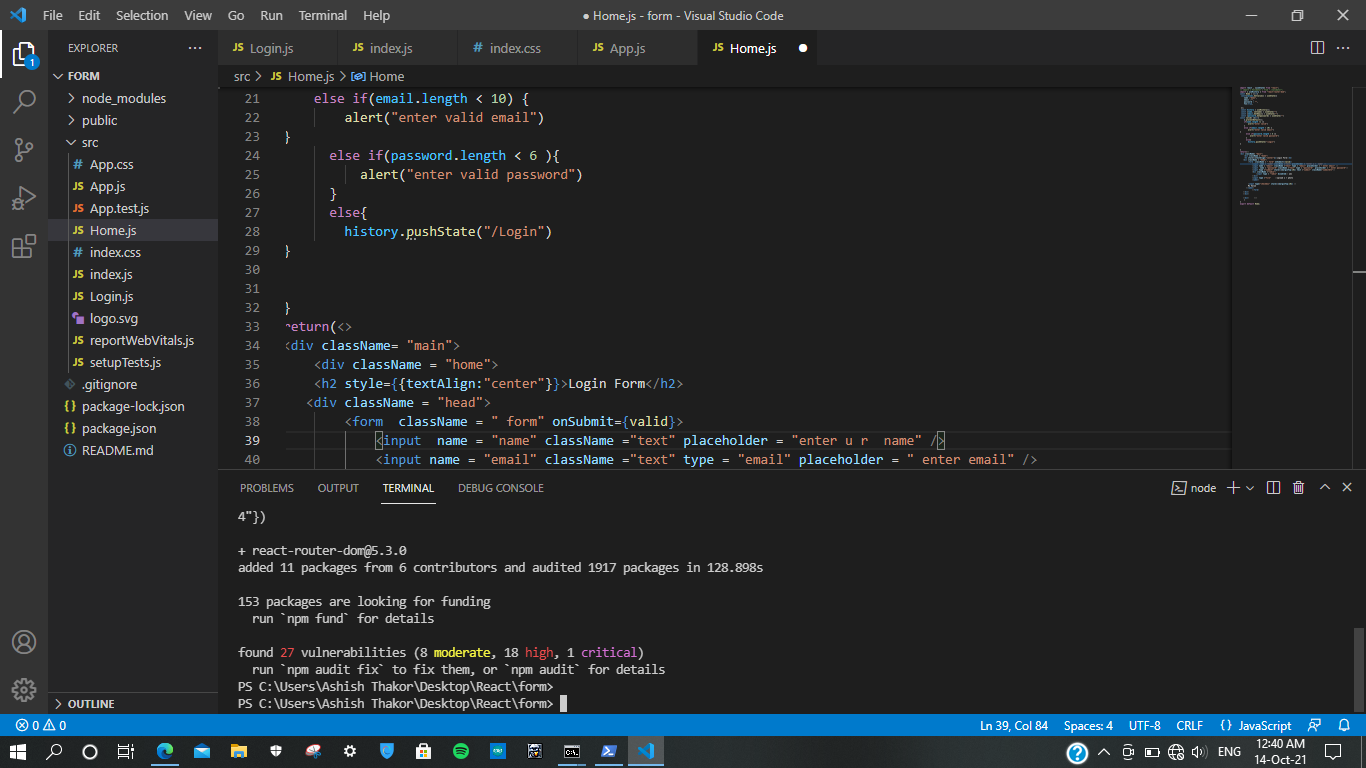 File Edit Selection View Go Run Terminal Help ● Home.js - form - Visual Studio Code
EXPLORER ···
JS Login.js JS index.js # index.css JS App.js JS Home.js ● ···
src > JS Home.js > Home
1
FORM
node_modules
public
src
# App.css
JS App.js
JS App.test.js
JS Home.js
# index.css
JS index.js
JS Login.js
logo.svg
JS reportWebVitals.js
JS setupTests.js
.gitignore
{} package-lock.json
{} package.json
README.md
OUTLINE
21 else if(email.length < 10) {
22 alert("enter valid email")
23 }
24 else if(password.length < 6 ){
25 alert("enter valid password")
26 }
27 else{
28 history.pushState("/Login")
29 }
30
31
32 }
33 return(<>
34 <div className= "main">
35 <div className = "home">
36 <h2 style={{textAlign:"center"}}>Login Form</h2>
37 <div className = "head">
38 <form className = " form" onSubmit={valid}>
39 <input name = "name" className ="text" placeholder = "enter u r name" />
40 <input name = "email" className ="text" type = "email" placeholder = " enter email" />
PROBLEMS OUTPUT TERMINAL DEBUG CONSOLE node
4"})
+ react-router-dom@5.3.0
added 11 packages from 6 contributors and audited 1917 packages in 128.898s
153 packages are looking for funding
run `npm fund` for details
found 27 vulnerabilities (8 moderate, 18 high, 1 critical)
run `npm audit fix` to fix them, or `npm audit` for details
PS C:\Users\Ashish Thakor\Desktop\React\form>
PS C:\Users\Ashish Thakor\Desktop\React\form>
0 0 Ln 39, Col 84 Spaces: 4 UTF-8 CRLF {} JavaScript
ENG 12:40 AM
14-Oct-21